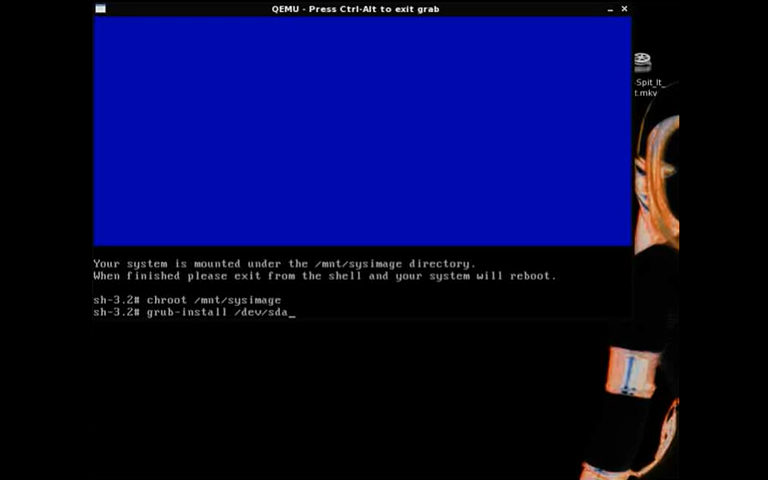 QEMU - Press Ctrl-Alt to exit grab
Spit_It_
t.mkv
Your system is mounted under the /mnt/sysimage directory.
When finished please exit from the shell and your system will reboot.
sh-3.2# chroot /mnt/sysimage
sh-3.2# grub-install /dev/sda_